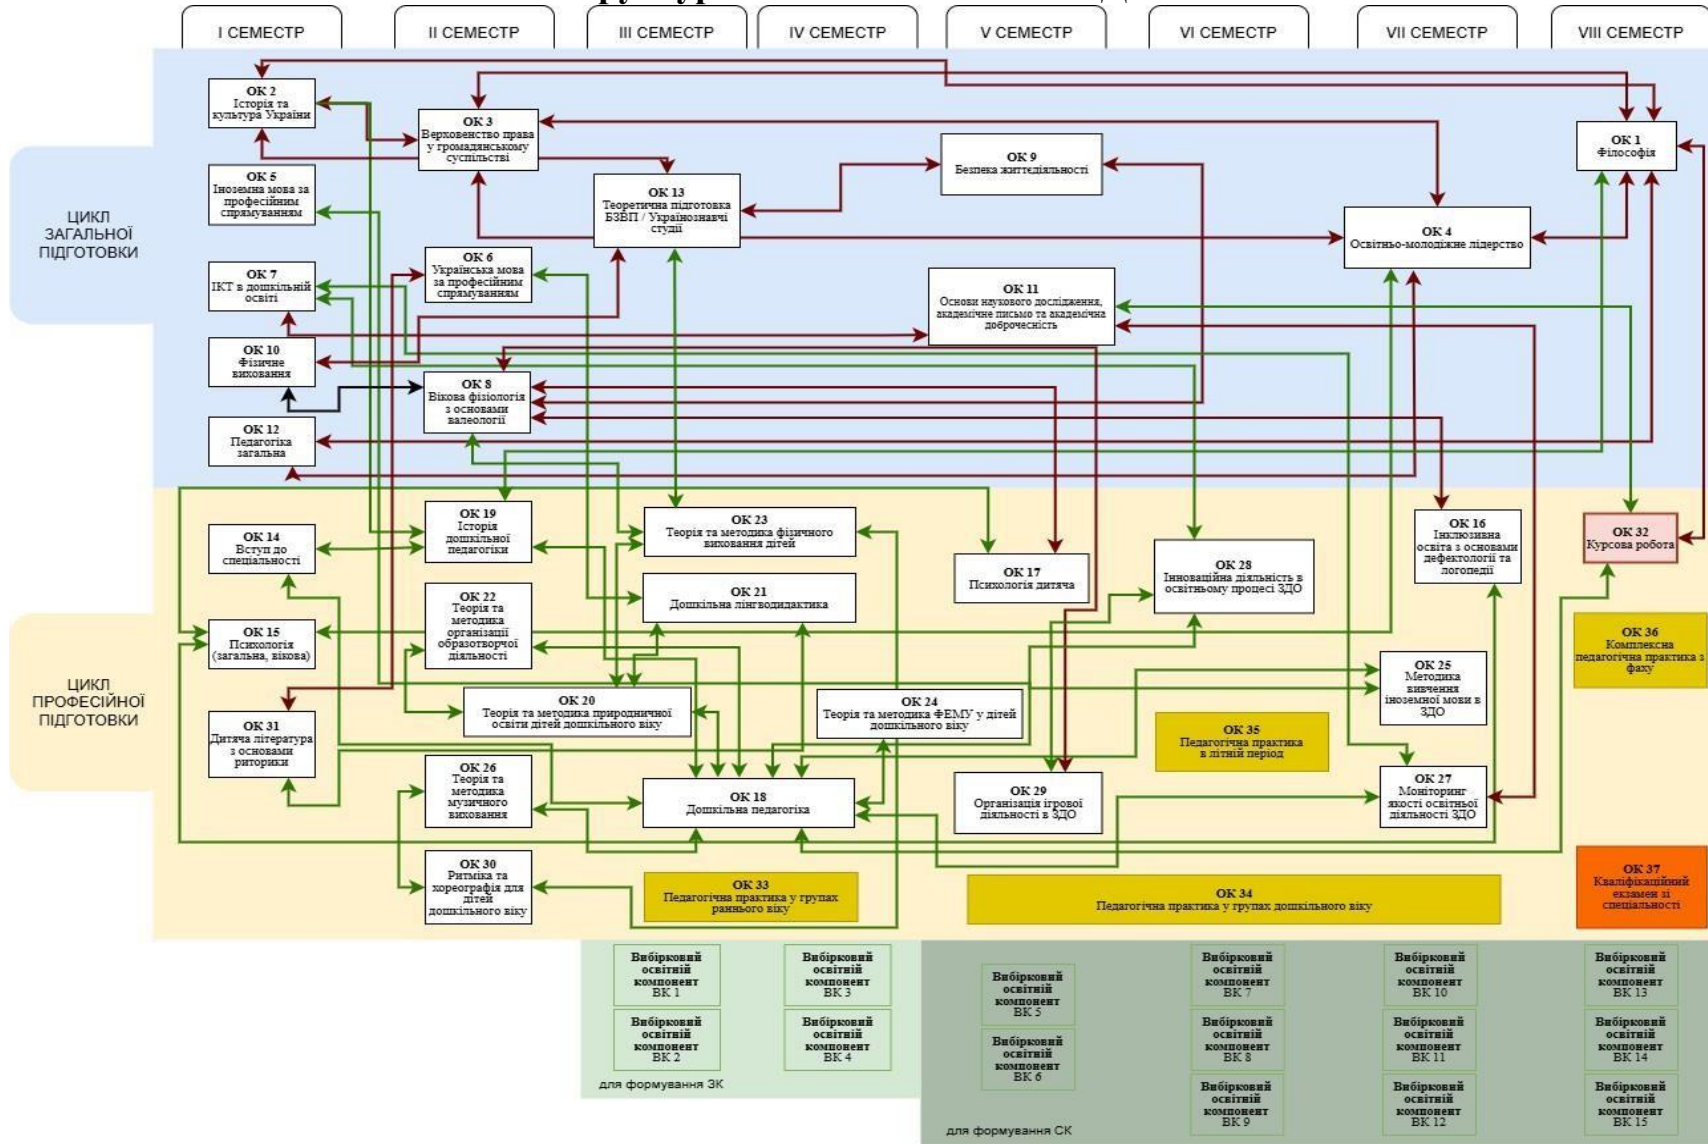 I СЕМЕСТР
II СЕМЕСТР
III СЕМЕСТР
IV СЕМЕСТР
V СЕМЕСТР
VI СЕМЕСТР
VII СЕМЕСТР
VIII СЕМЕСТР
ЦИКЛ
ЗАГАЛЬНОЇ
ПІДГОТОВКИ
ОК 2
Історія та
культура України
ОК 3
Верховенство права
у громадянському
суспільстві
ОК 9
Безпека життєдіяльності
ОК 1
Філософія
ОК 5
Іноземна мова за
професійним
спрямуванням
ОК 13
Теоретична підготовка
БЗВП / Українознавчі
студії
ОК 4
Освітньо-молодіжне лідерство
ОК 7
ІКТ в дошкільній
освіті
ОК 6
Українська мова
за професійним
спрямуванням
ОК 11
Основи наукового дослідження,
академічне письмо та академічна
доброчесність
ОК 10
Фізичне
виховання
ОК 8
Вікова фізіологія
з основами
валеології
ОК 12
Педагогіка
загальна
ЦИКЛ
ПРОФЕСІЙНОЇ
ПІДГОТОВКИ
ОК 14
Вступ до
спеціальності
ОК 19
Історія
дошкільної
педагогіки
ОК 23
Теорія та методика фізичного
виховання дітей
ОК 17
Психологія дитяча
ОК 28
Інноваційна діяльність в
освітньому процесі ЗДО
ОК 16
Інклюзивна
освіта з основами
дефектології та
логопедії
ОК 32
Курсова робота
ОК 15
Психологія
(загальна, вікова)
ОК 22
Теорія та
методика
організації
образотворчої
діяльності
ОК 21
Дошкільна лінгводидактика
ОК 25
Методика
вивчення
іноземної мови в
ЗДО
ОК 36
Комплексна
педагогічна практика з
фаху
ОК 31
Дитяча література
з основами
риторики
ОК 20
Теорія та методика природничої
освіти дітей дошкільного віку
ОК 24
Теорія та методика ФЕМУ у дітей
дошкільного віку
ОК 35
Педагогічна практика
в літній період
ОК 26
Теорія та
методика
музичного
виховання
ОК 18
Дошкільна педагогіка
ОК 29
Організація ігрової
діяльності в ЗДО
ОК 27
Моніторинг
якості освітньої
діяльності ЗДО
ОК 30
Ритміка та
хореографія для
дітей
дошкільного віку
ОК 33
Педагогічна практика у групах
раннього віку
ОК 34
Педагогічна практика у групах дошкільного віку
ОК 37
Кваліфікаційний
екзамен зі
спеціальності
Вибірковий
освітній
компонент
ВК 1
Вибірковий
освітній
компонент
ВК 2
Вибірковий
освітній
компонент
ВК 3
Вибірковий
освітній
компонент
ВК 4
для формування ЗК
Вибірковий
освітній
компонент
ВК 5
Вибірковий
освітній
компонент
ВК 6
Вибірковий
освітній
компонент
ВК 7
Вибірковий
освітній
компонент
ВК 8
Вибірковий
освітній
компонент
ВК 9
Вибірковий
освітній
компонент
ВК 10
Вибірковий
освітній
компонент
ВК 11
Вибірковий
освітній
компонент
ВК 12
Вибірковий
освітній
компонент
ВК 13
Вибірковий
освітній
компонент
ВК 14
Вибірковий
освітній
компонент
ВК 15
для формування СК